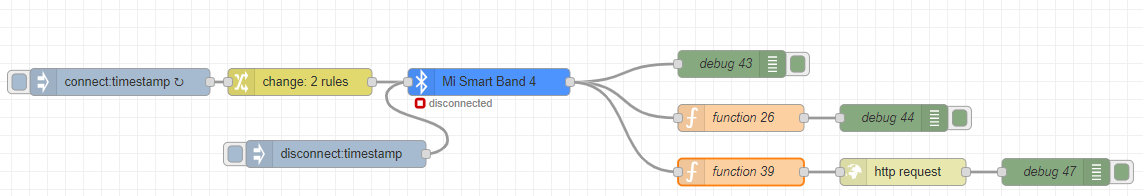 debug 43
connect:timestamp ↻
change: 2 rules
Mi Smart Band 4
disconnected
function 26
debug 44
disconnect:timestamp
function 39
http request
debug 47